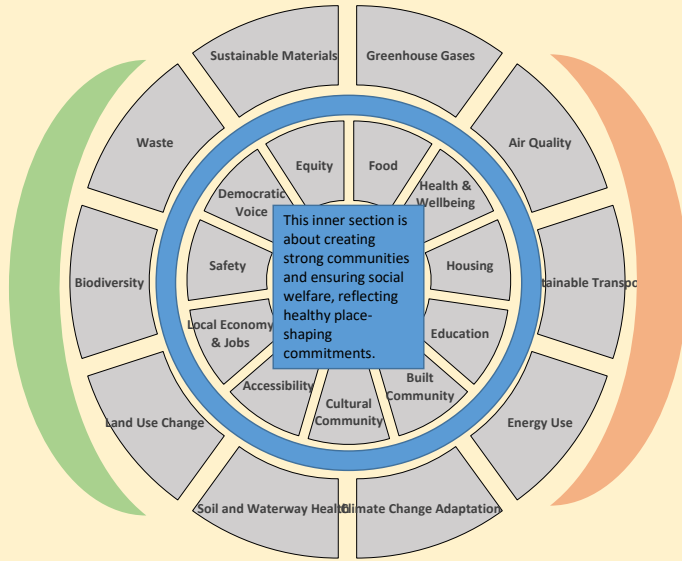 Sustainable Materials
Greenhouse Gases
Waste
Air Quality
Equity
Food
Democratic
Voice
Health &
Wellbeing
This inner section is
about creating
strong communities
and ensuring social
welfare, reflecting
healthy place-
shaping
commitments.
Safety
Housing
Biodiversity
tainable Transpo
Local Economy
& Jobs
Education
Accessibility
Built
Community
Cultural
Community
Land Use Change
Energy Use
Soil and Waterway Health
Climate Change Adaptation